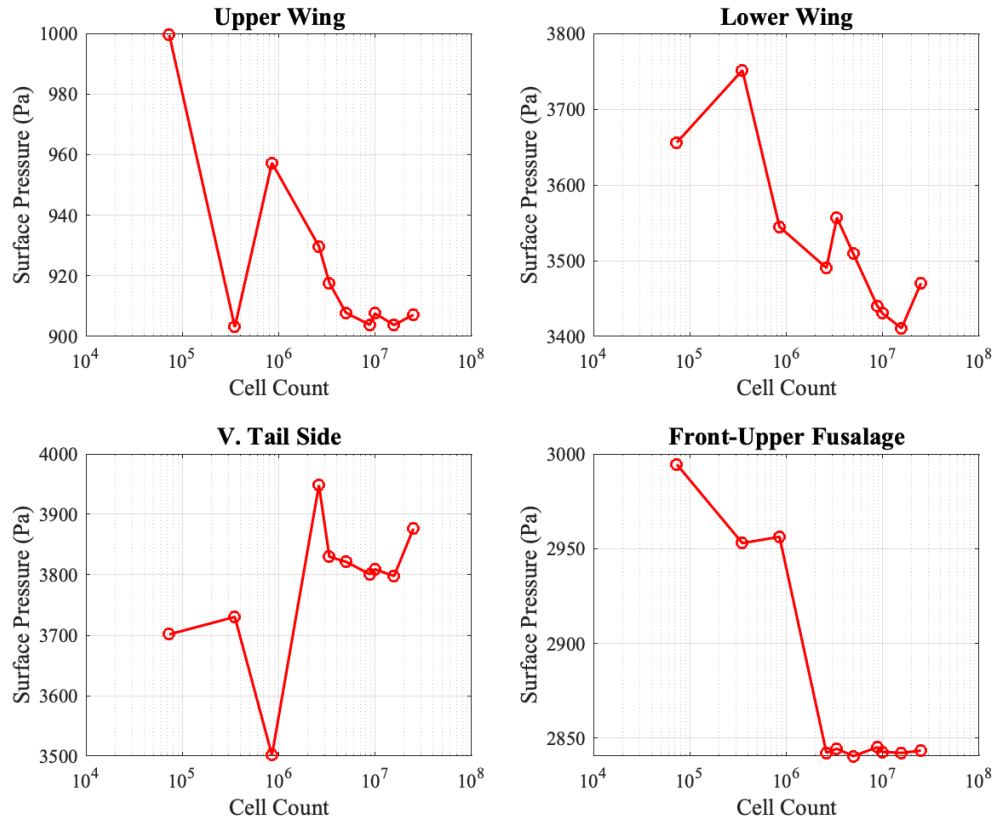 Upper Wing
1000
980
960
940
920
900
Surface Pressure (Pa)
10^4 10^5 10^6 10^7 10^8
Cell Count
Lower Wing
3800
3700
3600
3500
3400
Surface Pressure (Pa)
10^4 10^5 10^6 10^7 10^8
Cell Count
V. Tail Side
4000
3900
3800
3700
3600
3500
Surface Pressure (Pa)
10^4 10^5 10^6 10^7 10^8
Cell Count
Front-Upper Fusalage
3000
2950
2900
2850
Surface Pressure (Pa)
10^4 10^5 10^6 10^7 10^8
Cell Count